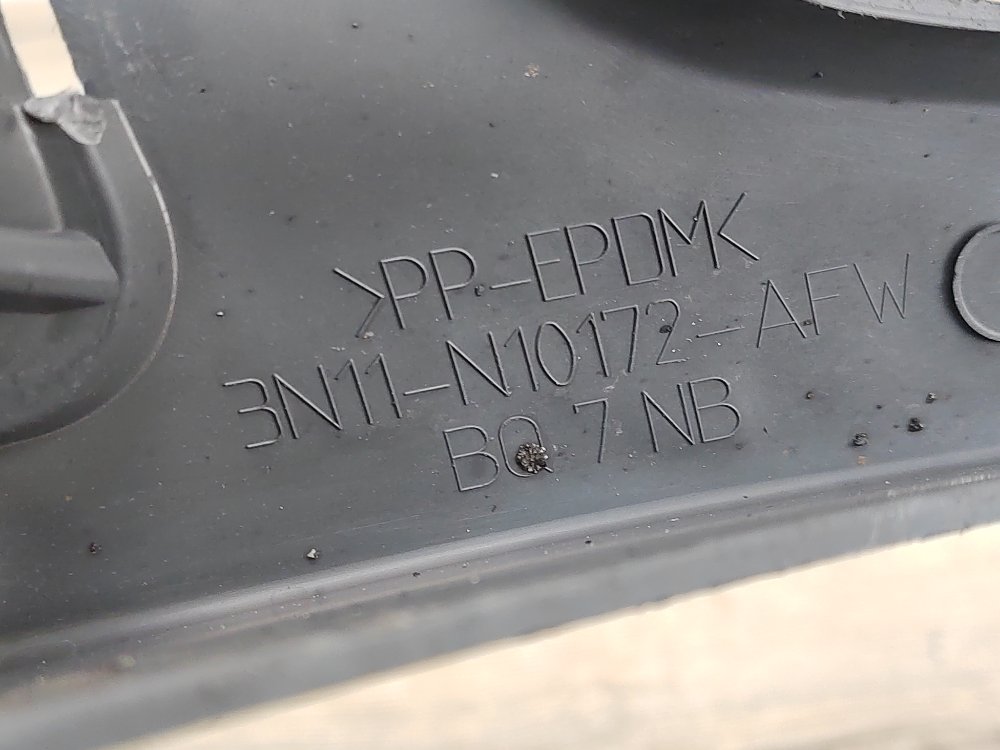 >PP-EPDM<
3N11-N10172-AFW
BQ 7 NB